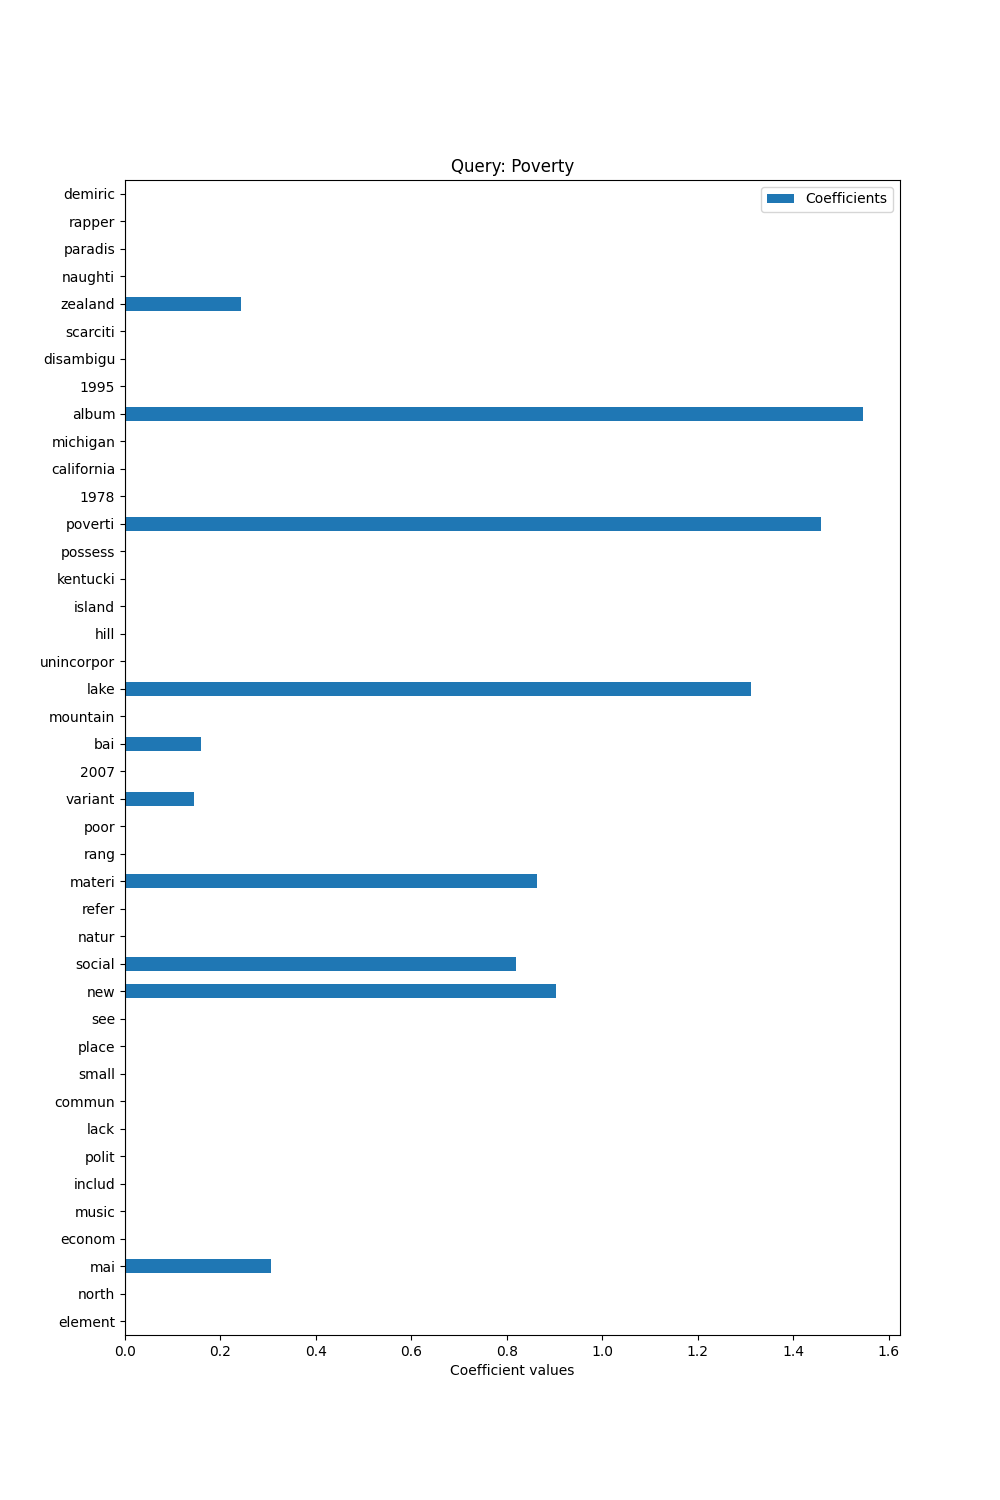 Query: Poverty
Coefficients
demiric
rapper
paradis
naughti
zealand
scarciti
disambigu
1995
album
michigan
california
1978
poverti
possess
kentucki
island
hill
unincorpor
lake
mountain
bai
2007
variant
poor
rang
materi
refer
natur
social
new
see
place
small
commun
lack
polit
includ
music
econom
mai
north
element
0.0 0.2 0.4 0.6 0.8 1.0 1.2 1.4 1.6
Coefficient values